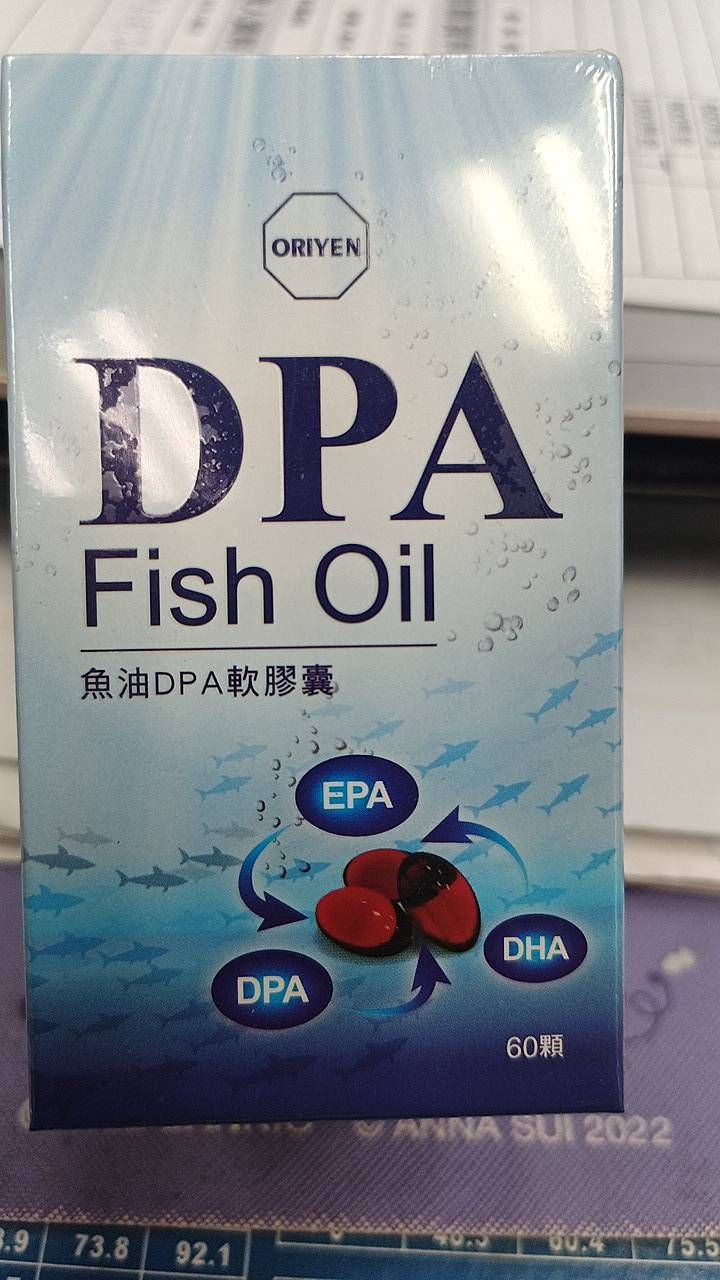 ORIYEN
DPA
Fish Oil
魚油DPA軟膠囊
EPA
DHA
DPA
60顆
© ANNA SUI 2022
73.8
92.1